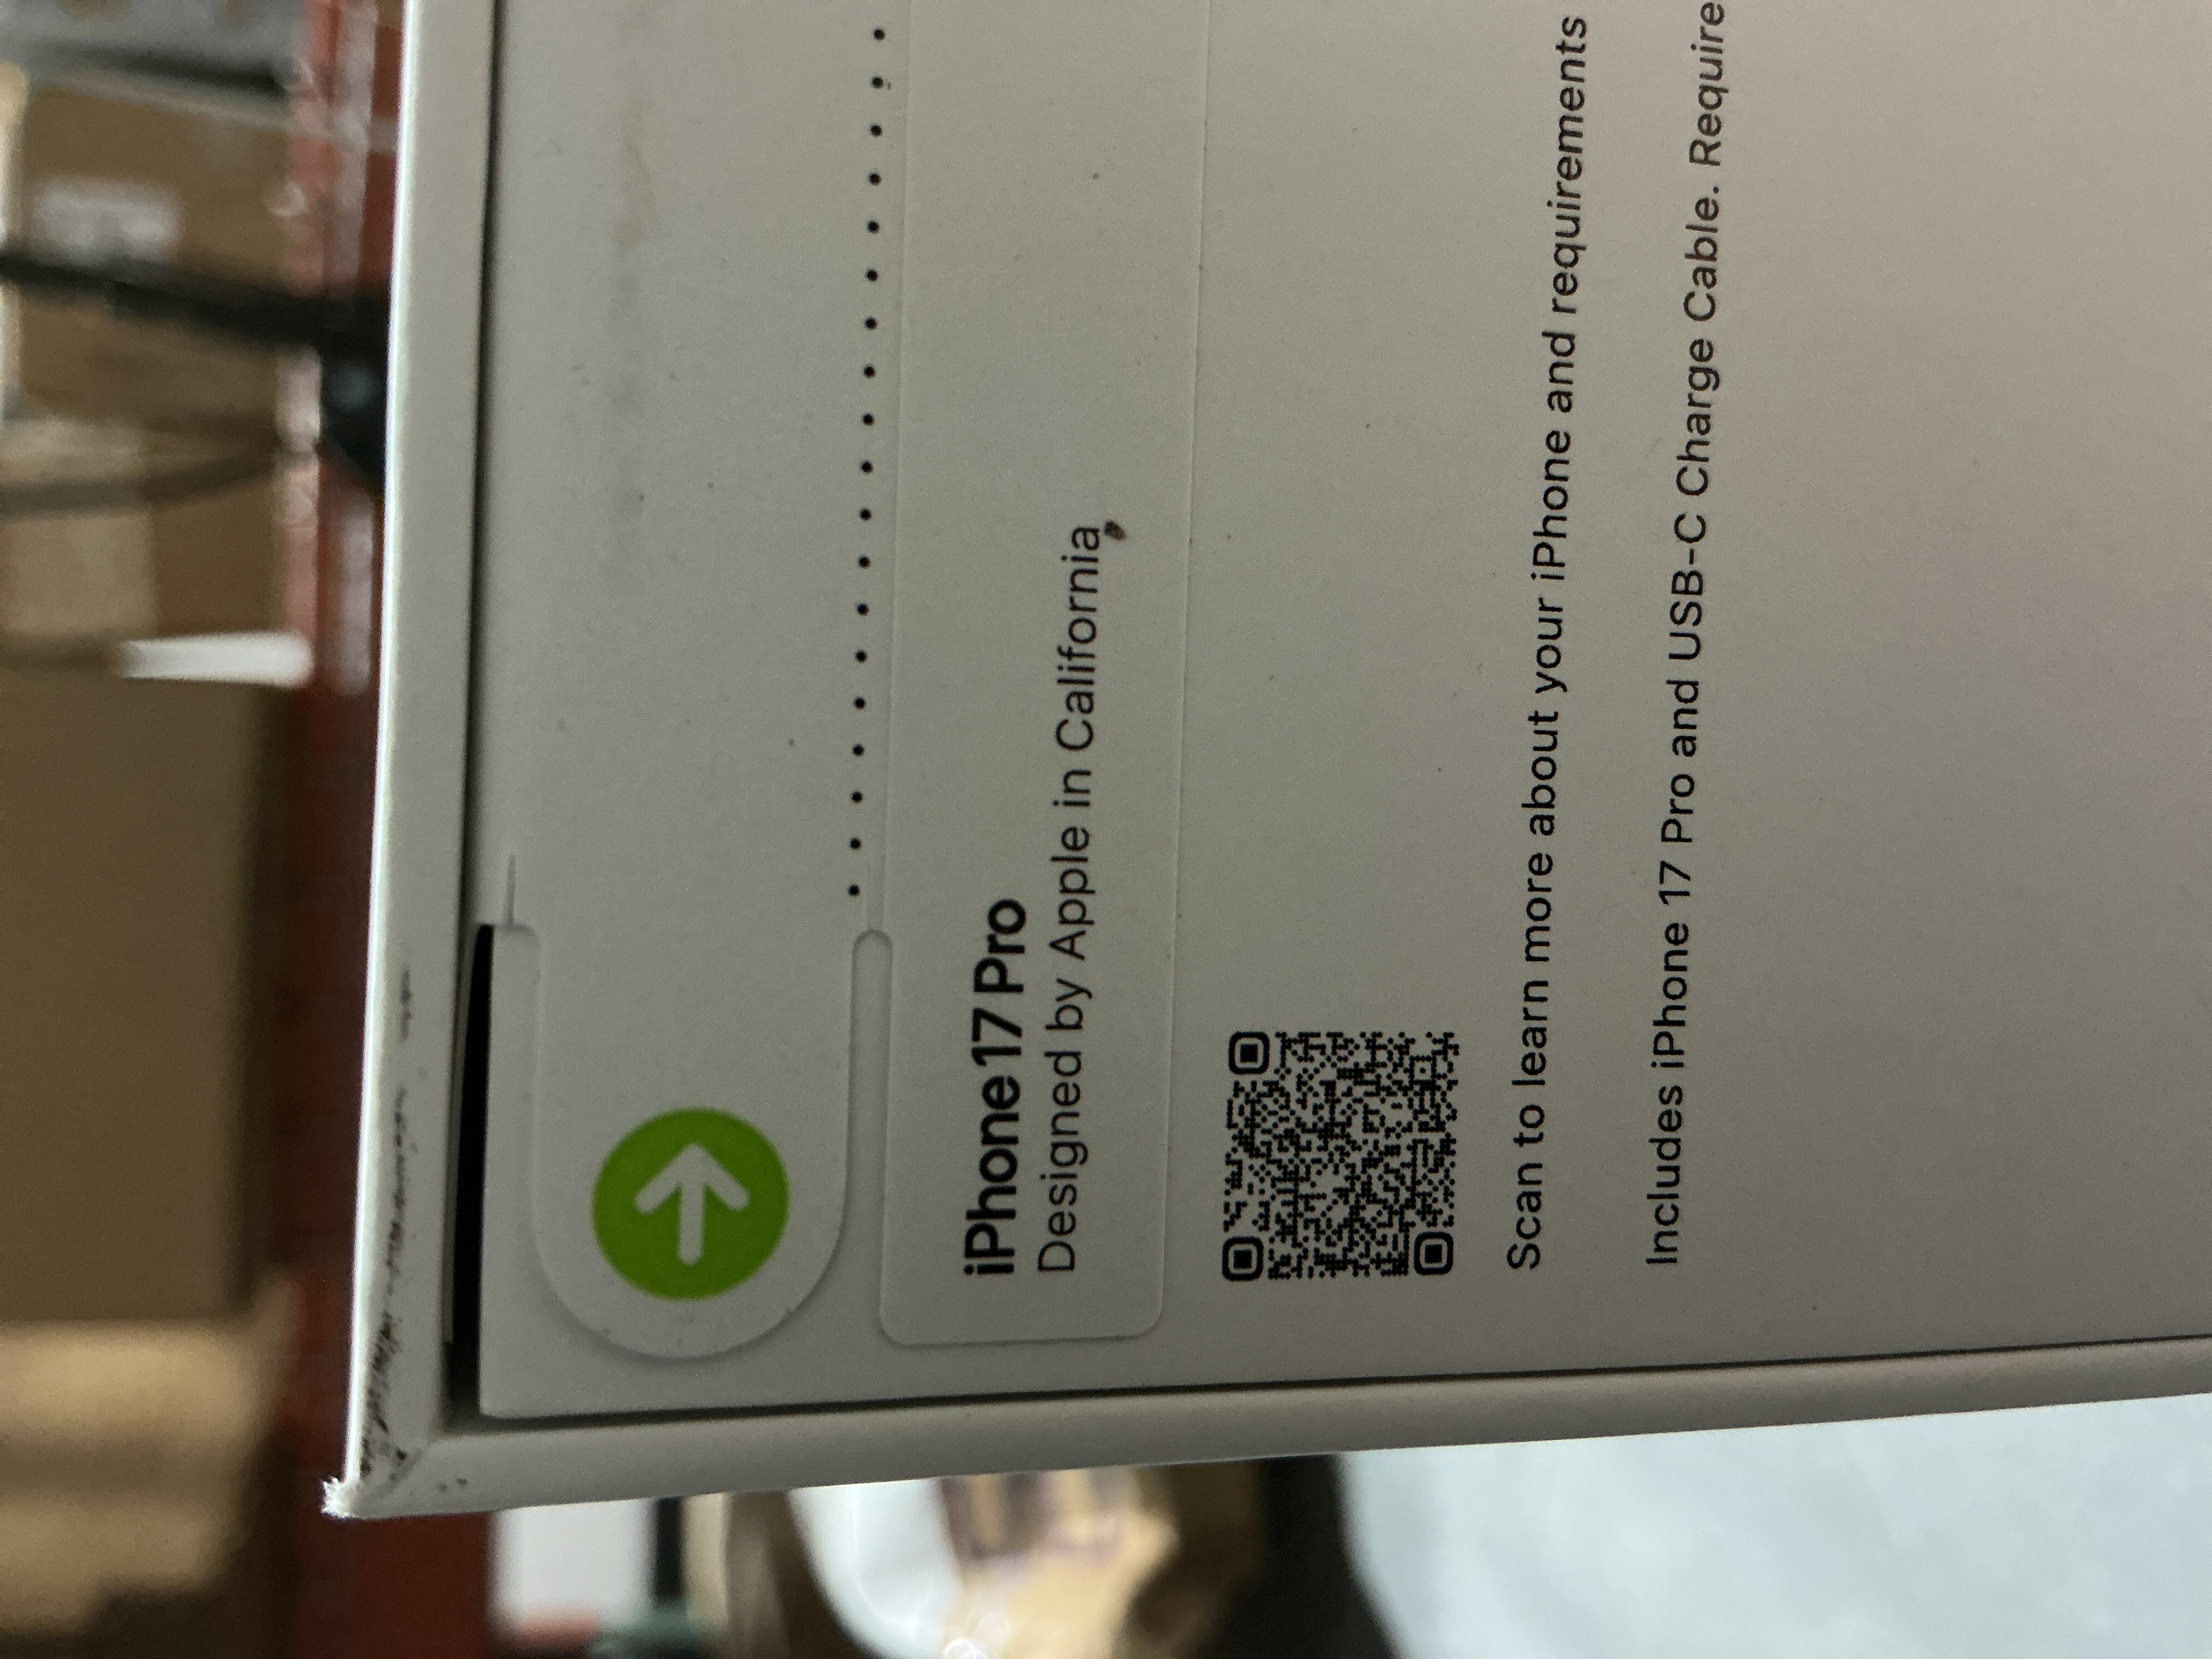 iPhone 17 Pro
Designed by Apple in California
Scan to learn more about your iPhone and requirements
Includes iPhone 17 Pro and USB-C Charge Cable. Require